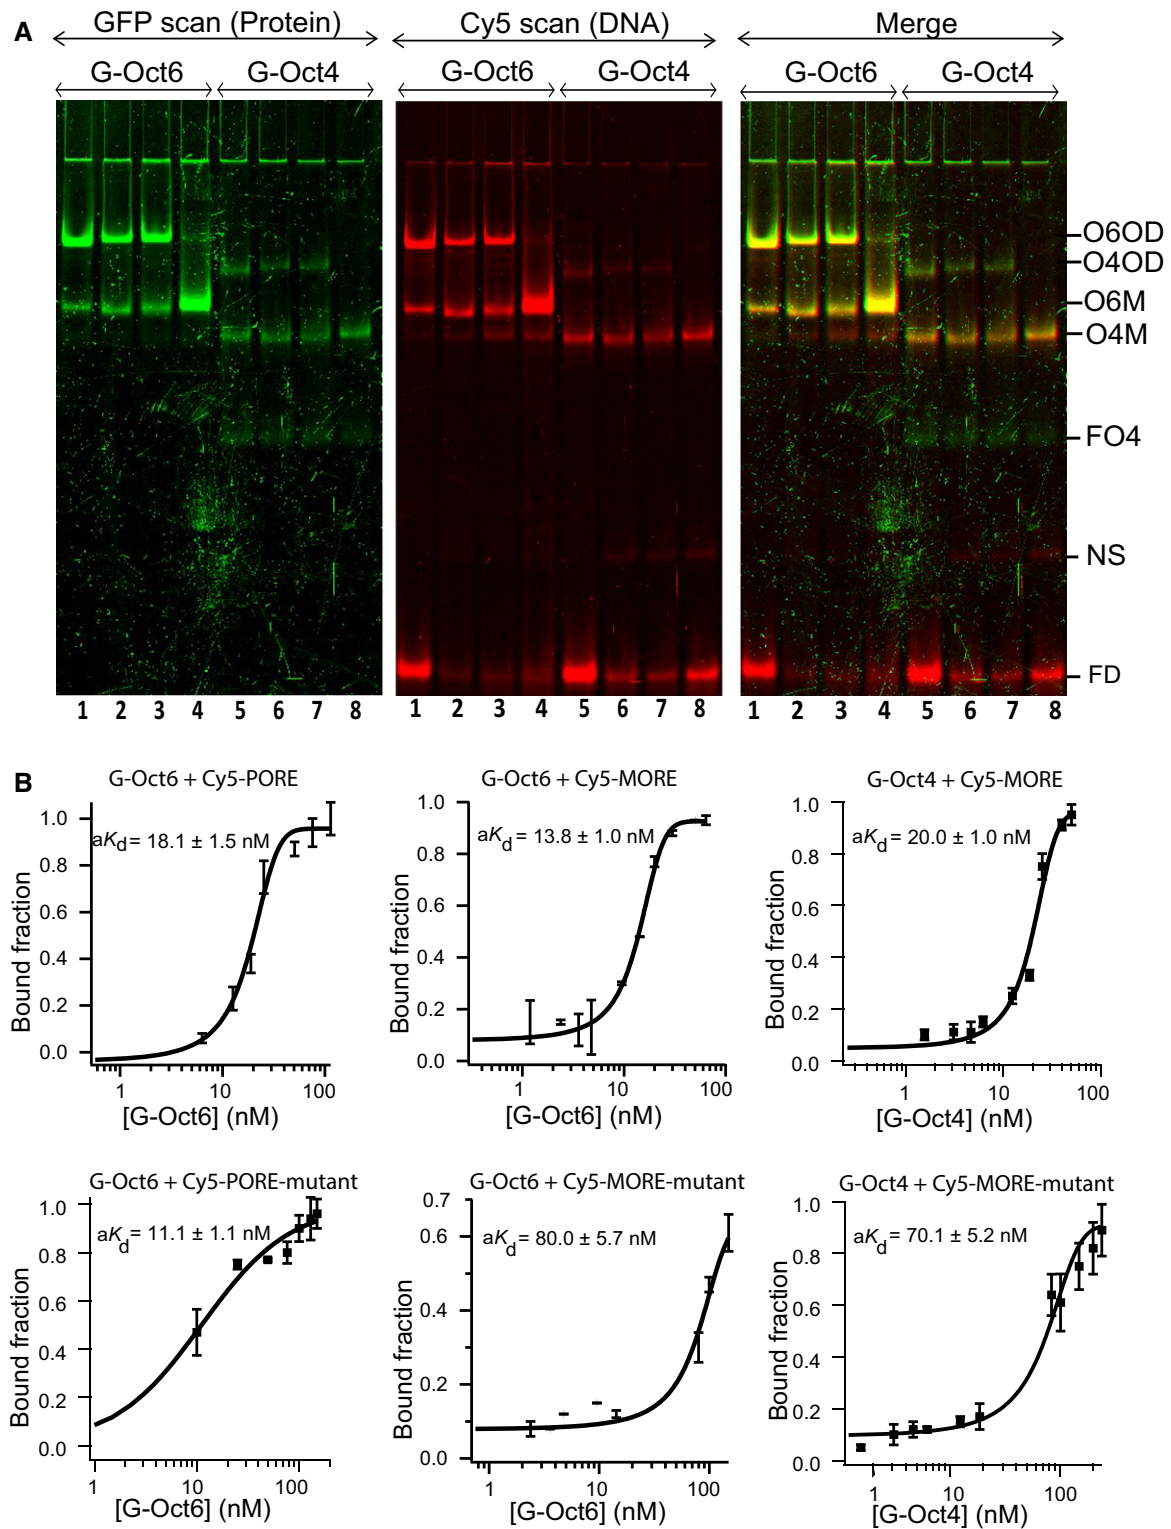 A
GFP scan (Protein) Cy5 scan (DNA) Merge
G-Oct6 G-Oct4 G-Oct6 G-Oct4 G-Oct6 G-Oct4
O6OD
O4OD
O6M
O4M
FO4
NS
FD
1 2 3 4 5 6 7 8 1 2 3 4 5 6 7 8 1 2 3 4 5 6 7 8
B
G-Oct6 + Cy5-PORE
aKd = 18.1 ± 1.5 nM
1.0
0.8
0.6
0.4
0.2
0.0
Bound fraction
1 10 100
[G-Oct6] (nM)
G-Oct6 + Cy5-MORE
aKd = 13.8 ± 1.0 nM
1.0
0.8
0.6
0.4
0.2
0.0
Bound fraction
1 10 100
[G-Oct6] (nM)
G-Oct4 + Cy5-MORE
aKd = 20.0 ± 1.0 nM
1.0
0.8
0.6
0.4
0.2
0.0
Bound fraction
1 10 100
[G-Oct4] (nM)
G-Oct6 + Cy5-PORE-mutant
aKd = 11.1 ± 1.1 nM
1.0
0.8
0.6
0.4
0.2
0.0
Bound fraction
1 10 100
[G-Oct6] (nM)
G-Oct6 + Cy5-MORE-mutant
aKd = 80.0 ± 5.7 nM
0.7
0.6
0.4
0.2
0.0
Bound fraction
1 10 100
[G-Oct6] (nM)
G-Oct4 + Cy5-MORE-mutant
aKd = 70.1 ± 5.2 nM
1.0
0.8
0.6
0.4
0.2
0.0
Bound fraction
1 10 100
[G-Oct4] (nM)